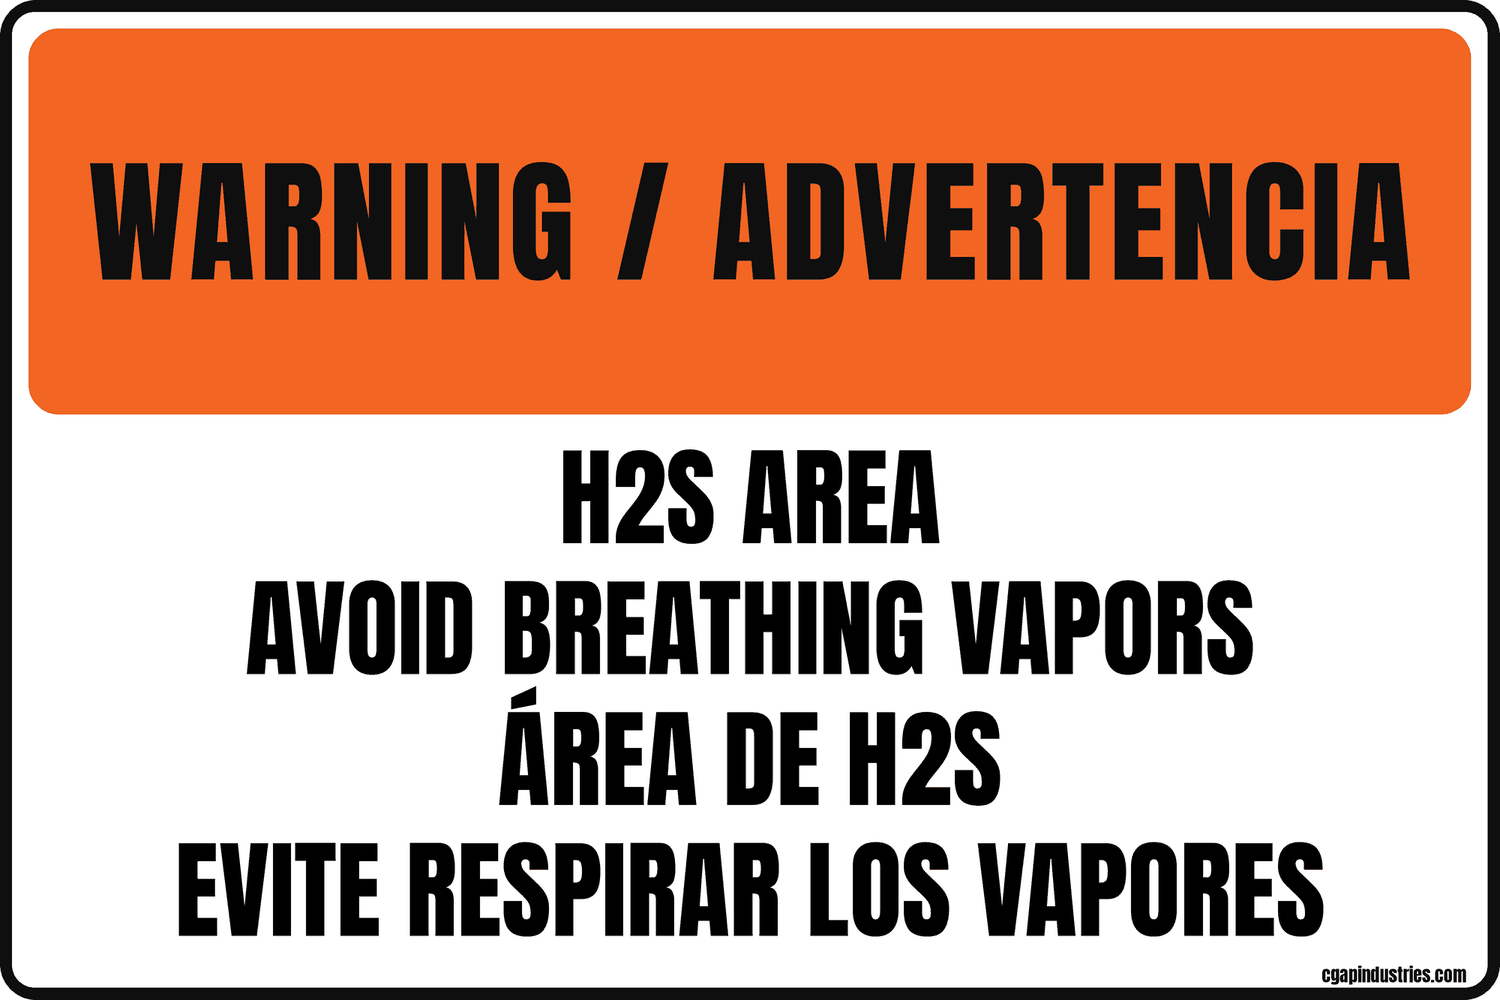 WARNING / ADVERTENCIA
H2S AREA
AVOID BREATHING VAPORS
ÁREA DE H2S
EVITE RESPIRAR LOS VAPORES
cgapindustries.com